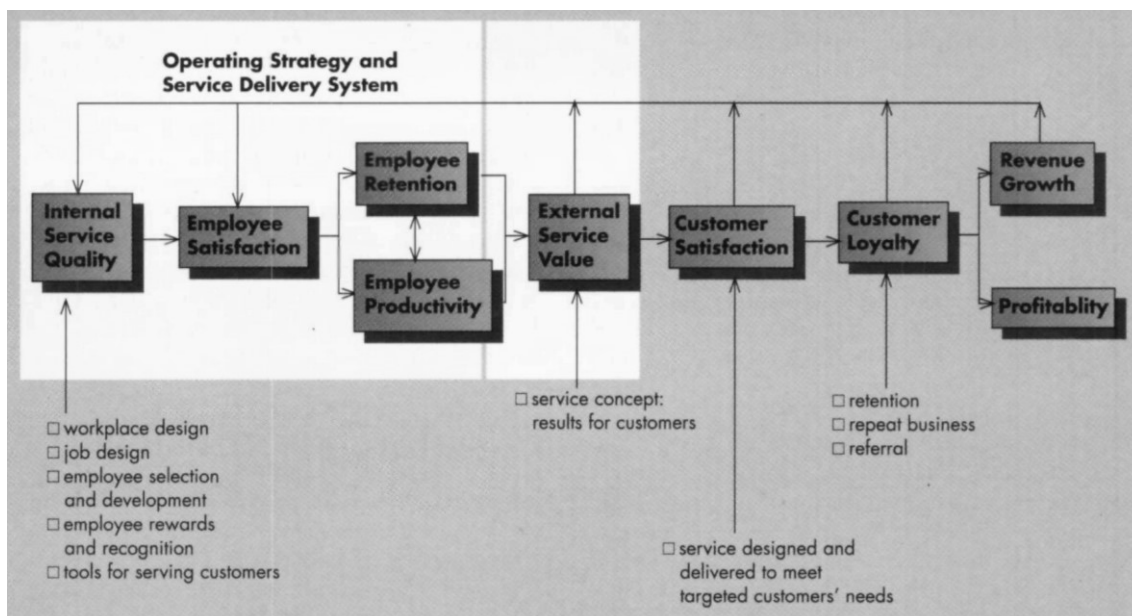 Operating Strategy and
Service Delivery System
Internal
Service
Quality
Employee
Satisfaction
Employee
Retention
Employee
Productivity
External
Service
Value
Customer
Satisfaction
Customer
Loyalty
Revenue
Growth
Profitablity
□ workplace design
□ job design
□ employee selection
and development
□ employee rewards
and recognition
□ tools for serving customers
□ service concept:
results for customers
□ service designed and
delivered to meet
targeted customers’ needs
□ retention
□ repeat business
□ referral